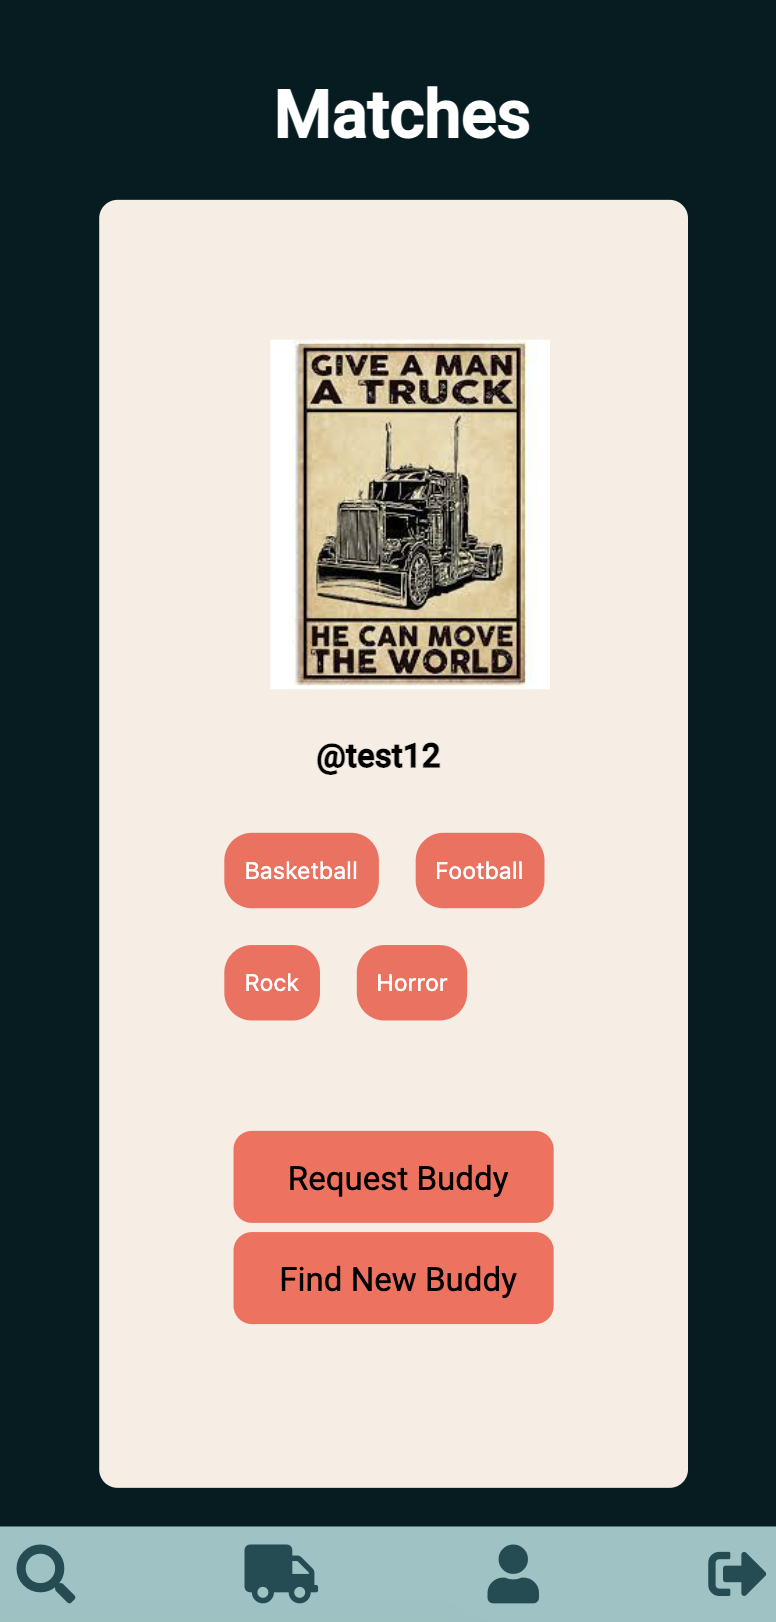 Matches
GIVE A MAN
A TRUCK
HE CAN MOVE
THE WORLD
@test12
Basketball
Football
Rock
Horror
Request Buddy
Find New Buddy